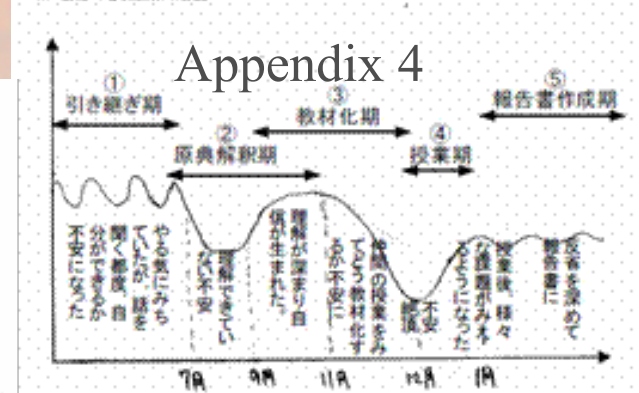 Appendix 4
①
引き継ぎ期
②
原典解釈期
③
教材化期
④
授業期
⑤
報告書作成期
やる気にみち
ていたが、話を
聞く都度、自
分ができるか
不安になった
理解できてい
ない不安
理解が深まり自
信が生まれた。
の授業をみ
てどう教材化す
るか不安に
不安
絶頂
授業後、様々
な課題がみえ
るようになった
反省を深めて
報告書に
7月
9月
11月
12月
1月